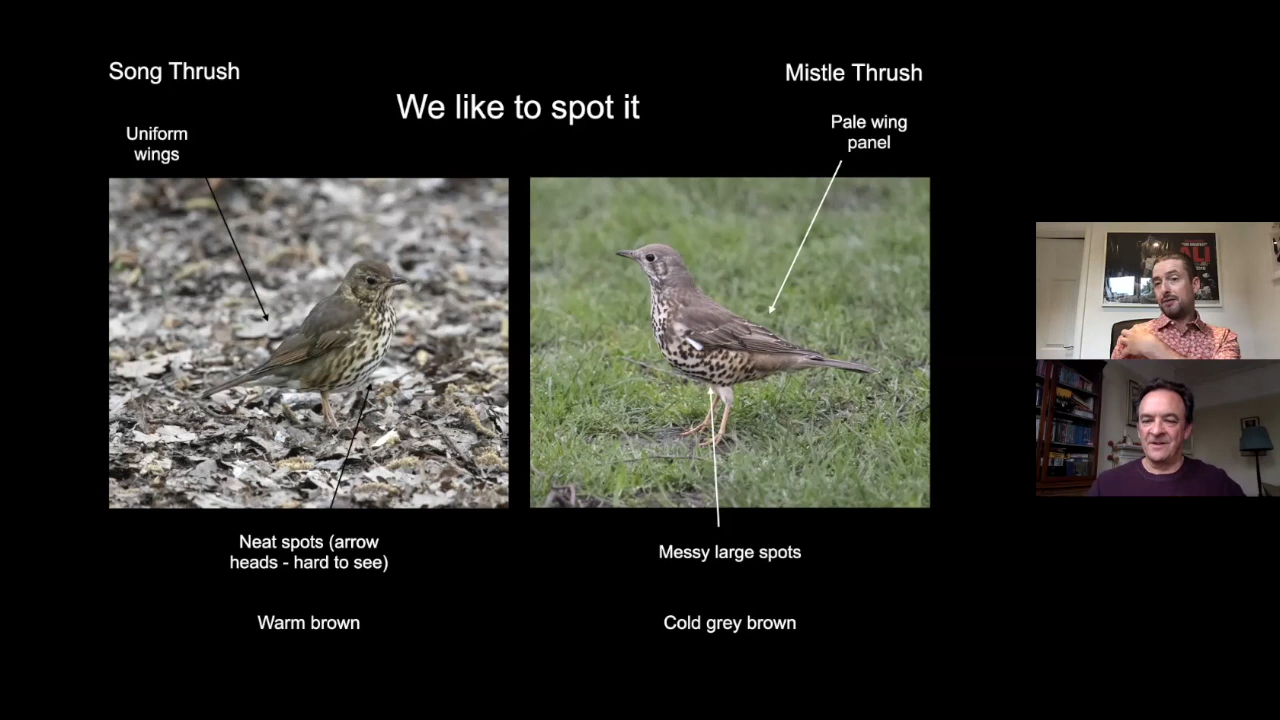 Song Thrush
Mistle Thrush
We like to spot it
Uniform
wings
Pale wing
panel
Neat spots (arrow
heads - hard to see)
Messy large spots
Warm brown
Cold grey brown
ALI